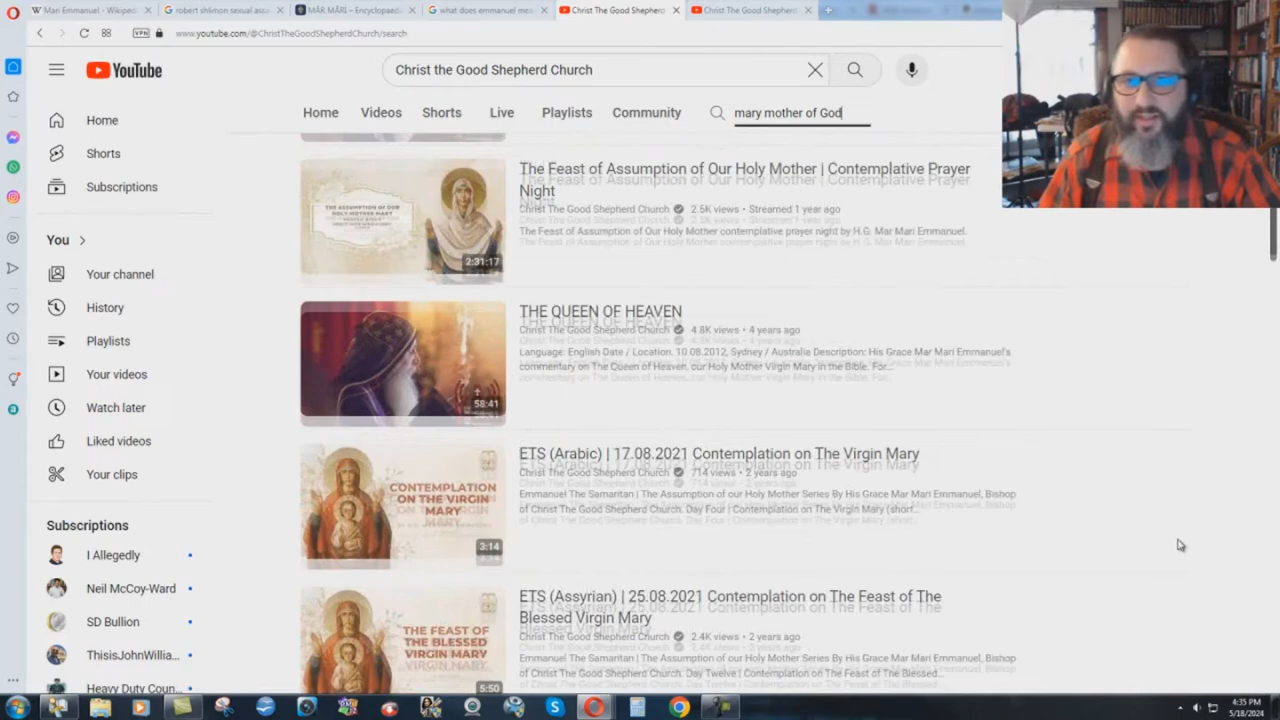 Mari Emmanuel - Wikiped
robert shlimon sexual assa
MĀR MĀRI – Encyclopaed
what does emmanuel mea
Christ The Good Shepherd
Christ The Good Shepherd
VPN www.youtube.com/@ChristTheGoodShepherdChurch/search
YouTube
Christ the Good Shepherd Church
Home Videos Shorts Live Playlists Community mary mother of God
Home
Shorts
Subscriptions
You
Your channel
History
Playlists
Your videos
Watch later
Liked videos
Your clips
Subscriptions
I Allegedly
Neil McCoy-Ward
SD Bullion
ThisisJohnWillia...
Heavy Duty Coun...
THE ASSUMPTION OF OUR
HOLY MOTHER MARY
2:31:17
The Feast of Assumption of Our Holy Mother | Contemplative Prayer
Night
Christ The Good Shepherd Church 2.5K views • Streamed 1 year ago
The Feast of Assumption of Our Holy Mother contemplative prayer night by H.G. Mar Mari Emmanuel.
58:41
THE QUEEN OF HEAVEN
Christ The Good Shepherd Church 4.8K views • 4 years ago
Language: English Date / Location: 10.08.2012, Sydney / Australia Description: His Grace Mar Mari Emmanuel's
commentary on The Queen of Heaven, our Holy Mother Virgin Mary in the Bible. For...
CONTEMPLATION
ON THE VIRGIN
MARY
3:14
ETS (Arabic) | 17.08.2021 Contemplation on The Virgin Mary
Christ The Good Shepherd Church 714 views • 2 years ago
Emmanuel The Samaritan | The Assumption of our Holy Mother Series By His Grace Mar Mari Emmanuel, Bishop
of Christ The Good Shepherd Church. Day Four | Contemplation on The Virgin Mary (short...
THE FEAST OF
THE BLESSED
VIRGIN MARY
5:50
ETS (Assyrian) | 25.08.2021 Contemplation on The Feast of The
Blessed Virgin Mary
Christ The Good Shepherd Church 2.4K views • 2 years ago
Emmanuel The Samaritan | The Assumption of our Holy Mother Series By His Grace Mar Mari Emmanuel, Bishop
of Christ The Good Shepherd Church. Day Twelve | Contemplation on The Feast of The Blessed...
4:35 PM
5/18/2024